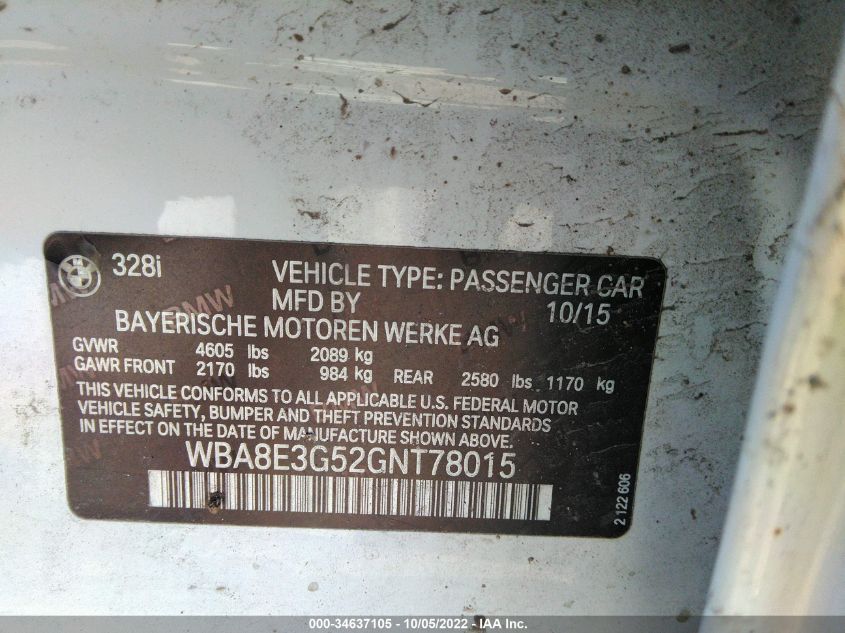 328i
VEHICLE TYPE: PASSENGER CAR
MFD BY 10/15
BAYERISCHE MOTOREN WERKE AG
GVWR 4605 lbs 2089 kg
GAWR FRONT 2170 lbs 984 kg REAR 2580 lbs 1170 kg
THIS VEHICLE CONFORMS TO ALL APPLICABLE U.S. FEDERAL MOTOR
VEHICLE SAFETY, BUMPER AND THEFT PREVENTION STANDARDS
IN EFFECT ON THE DATE OF MANUFACTURE SHOWN ABOVE.
WBA8E3G52GNT78015
2 122 606
BMW
000-34637105 - 10/05/2022 - IAA Inc.